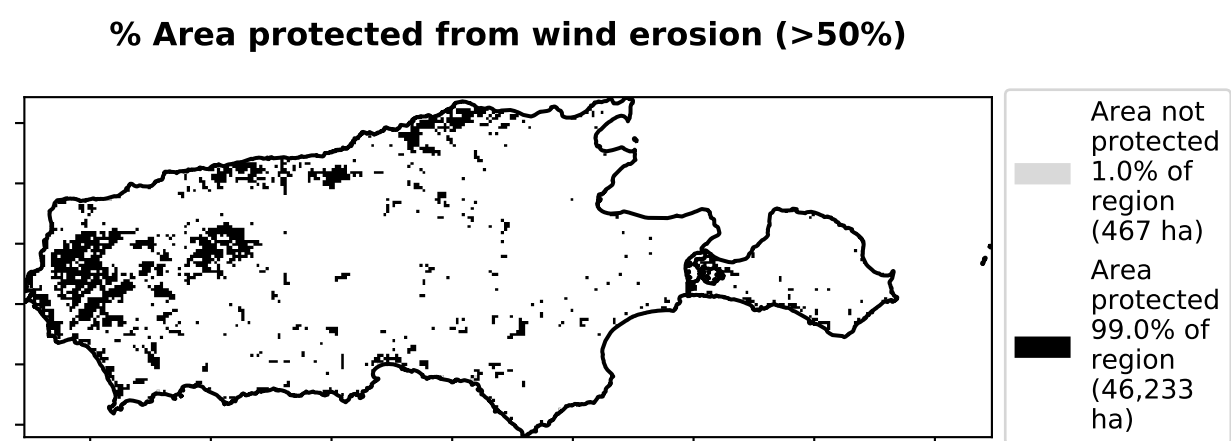 % Area protected from wind erosion (>50%)
Area not
protected
1.0% of
region
(467 ha)
Area
protected
99.0% of
region
(46,233
ha)